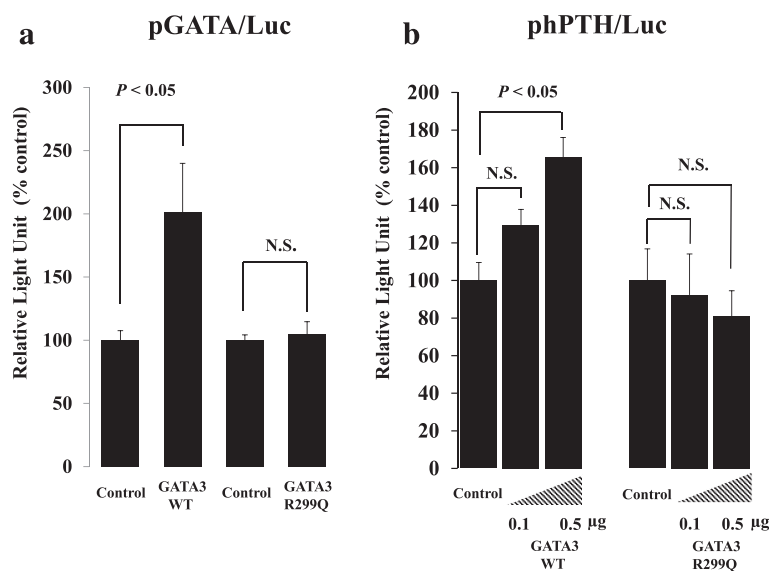 a
pGATA/Luc
Relative Light Unit (% control)
300
250
200
150
100
50
0
P < 0.05
N.S.
Control
GATA3
WT
Control
GATA3
R299Q
b
phPTH/Luc
Relative Light Unit (% control)
200
180
160
140
120
100
80
60
40
20
0
P < 0.05
N.S.
N.S.
N.S.
Control
0.1 0.5 μg
GATA3
WT
Control
0.1 0.5 μg
GATA3
R299Q